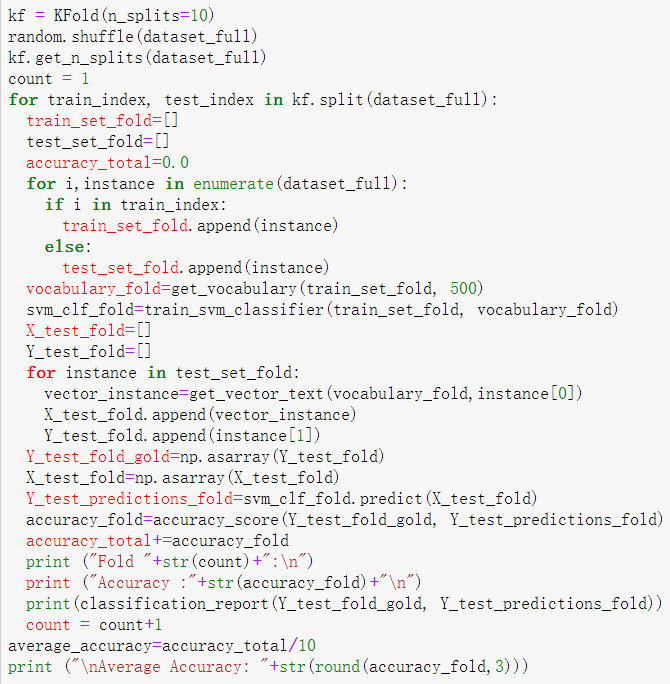 kf = KFold(n_splits=10)
random.shuffle(dataset_full)
kf.get_n_splits(dataset_full)
count = 1
for train_index, test_index in kf.split(dataset_full):
  train_set_fold=[]
  test_set_fold=[]
  accuracy_total=0.0
  for i,instance in enumerate(dataset_full):
    if i in train_index:
      train_set_fold.append(instance)
    else:
      test_set_fold.append(instance)
  vocabulary_fold=get_vocabulary(train_set_fold, 500)
  svm_clf_fold=train_svm_classifier(train_set_fold, vocabulary_fold)
  X_test_fold=[]
  Y_test_fold=[]
  for instance in test_set_fold:
    vector_instance=get_vector_text(vocabulary_fold,instance[0])
    X_test_fold.append(vector_instance)
    Y_test_fold.append(instance[1])
  Y_test_fold_gold=np.asarray(Y_test_fold)
  X_test_fold=np.asarray(X_test_fold)
  Y_test_predictions_fold=svm_clf_fold.predict(X_test_fold)
  accuracy_fold=accuracy_score(Y_test_fold_gold, Y_test_predictions_fold)
  accuracy_total+=accuracy_fold
  print ("Fold "+str(count)+":\n")
  print ("Accuracy :"+str(accuracy_fold)+"\n")
  print(classification_report(Y_test_fold_gold, Y_test_predictions_fold))
  count = count+1
average_accuracy=accuracy_total/10
print ("\nAverage Accuracy: "+str(round(accuracy_fold,3)))